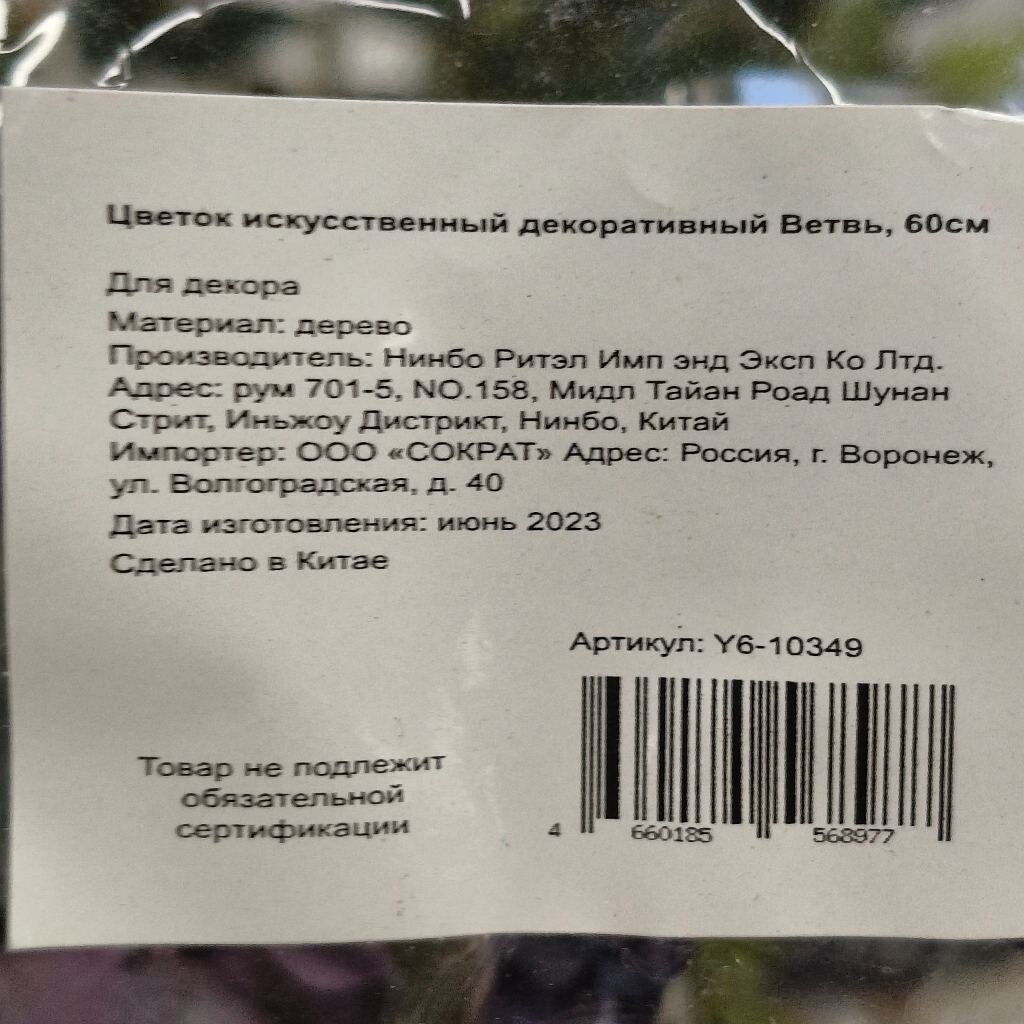 Цветок искусственный декоративный Ветвь, 60см
Для декора
Материал: дерево
Производитель: Нинбо Ритэл Имп энд Эксп Ко Лтд.
Адрес: рум 701-5, NO.158, Мидл Тайан Роад Шунан
Стрит, Иньжоу Дистрикт, Нинбо, Китай
Импортер: ООО «СОКРАТ» Адрес: Россия, г. Воронеж,
ул. Волгоградская, д. 40
Дата изготовления: июнь 2023
Сделано в Китае
Артикул: Y6-10349
Товар не подлежит
обязательной
сертификации
4 660185 568977